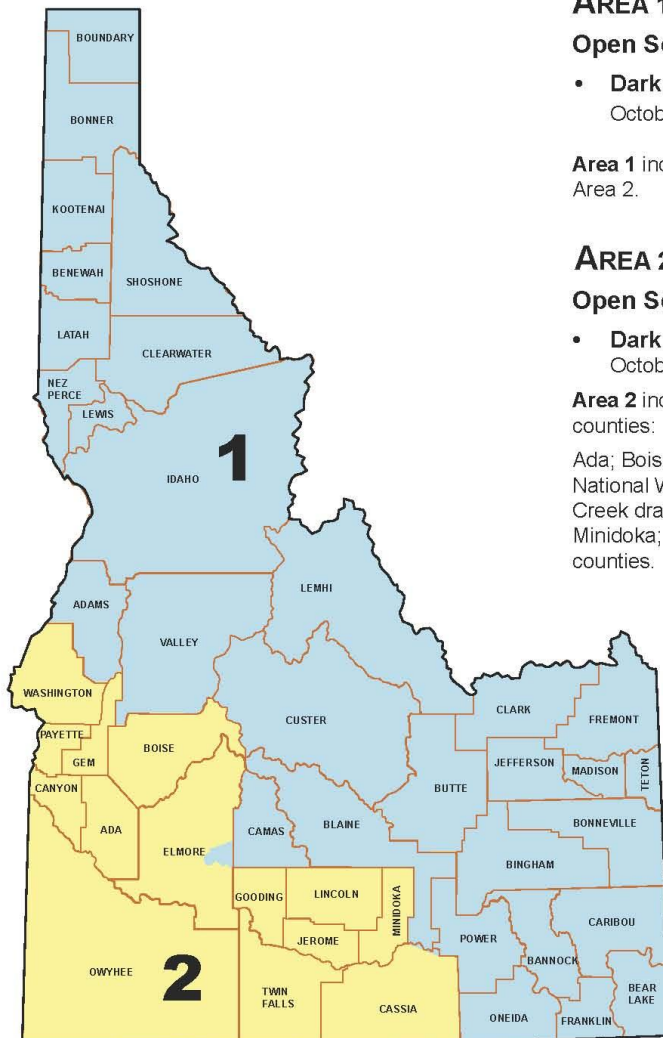 AREA 1
Open Se
• Dark
Octob
Area 1 inc
Area 2.
AREA 2
Open Se
• Dark
Octob
Area 2 inc
counties:
Ada; Bois
National V
Creek dra
Minidoka;
counties.
BOUNDARY
BONNER
KOOTENAI
BENEWAH
SHOSHONE
LATAH
CLEARWATER
NEZ
PERCE
LEWIS
1
IDAHO
LEMHI
ADAMS
VALLEY
WASHINGTON
CUSTER
CLARK
FREMONT
PAYETTE
BOISE
GEM
JEFFERSON
MADISON
TETON
CANYON
BUTTE
ADA
CAMAS
BLAINE
BONNEVILLE
ELMORE
BINGHAM
GOODING
LINCOLN
MINIDOKA
CARIBOU
JEROME
POWER
BANNOCK
OWYHEE
2
TWIN
FALLS
CASSIA
BEAR
LAKE
ONEIDA
FRANKLIN